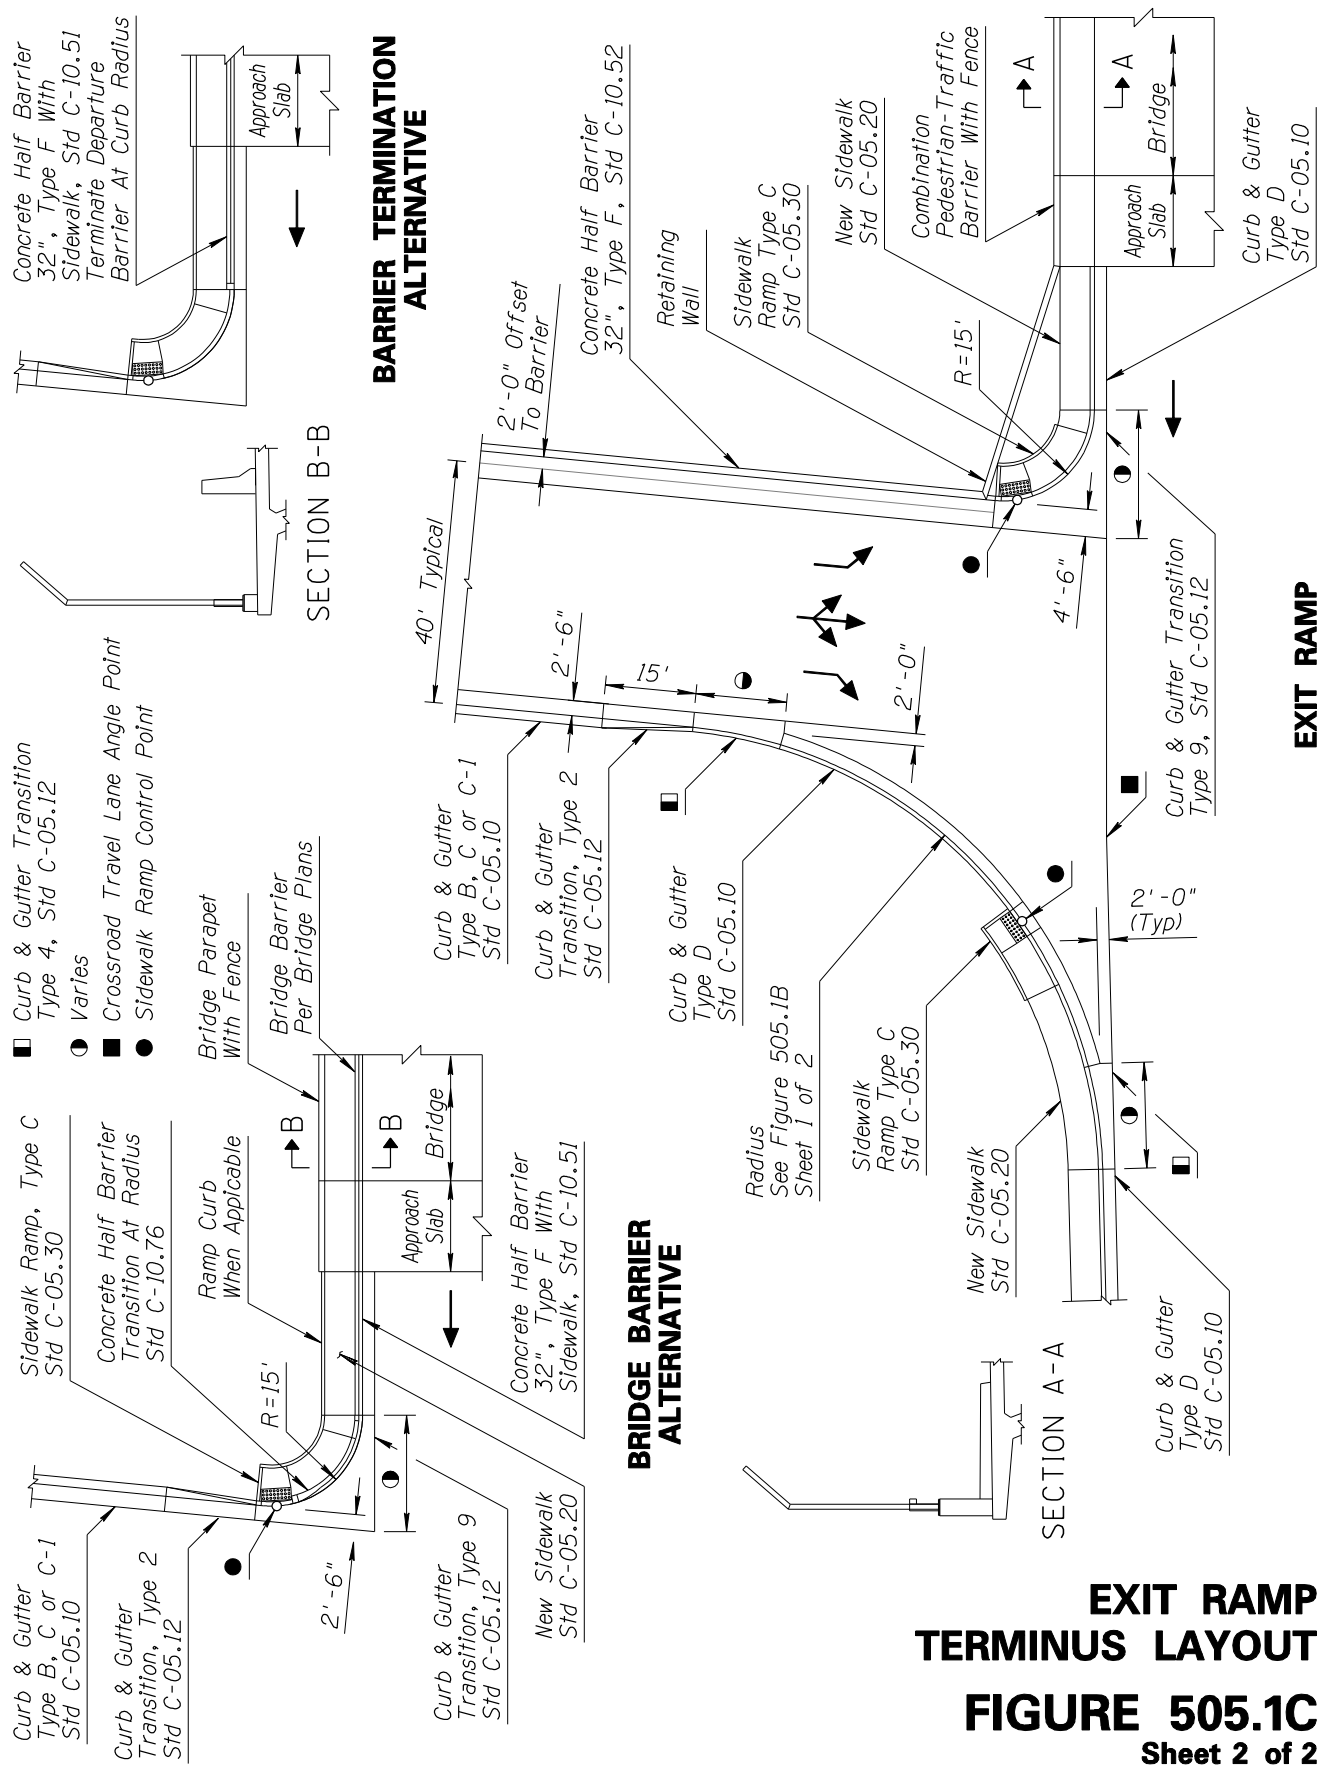 Concrete Half Barrier
32", Type F With
Sidewalk, Std C-10.51
Terminate Departure
Barrier At Curb Radius
Approach
Slab
BARRIER TERMINATION
ALTERNATIVE
SECTION B-B
Curb & Gutter Transition
Type 4, Std C-05.12
Varies
Crossroad Travel Lane Angle Point
Sidewalk Ramp Control Point
Sidewalk Ramp, Type C
Std C-05.30
Concrete Half Barrier
Transition At Radius
Std C-10.76
Ramp Curb
When Appicable
Bridge Parapet
With Fence
Bridge Barrier
Per Bridge Plans
B
B
Bridge
Approach
Slab
R=15'
Curb & Gutter
Type B, C or C-1
Std C-05.10
Curb & Gutter
Transition, Type 2
Std C-05.12
2'-6"
Curb & Gutter
Transition, Type 9
Std C-05.12
New Sidewalk
Std C-05.20
Concrete Half Barrier
32", Type F With
Sidewalk, Std C-10.51
BRIDGE BARRIER
ALTERNATIVE
40' Typical
2'-0" Offset
To Barrier
Concrete Half Barrier
32", Type F, Std C-10.52
Retaining
Wall
Sidewalk
Ramp Type C
Std C-05.30
New Sidewalk
Std C-05.20
Combination
Pedestrian-Traffic
Barrier With Fence
A
A
Bridge
Approach
Slab
Curb & Gutter
Type D
Std C-05.10
R=15'
4'-6"
Curb & Gutter Transition
Type 9, Std C-05.12
2'-6"
15'
2'-0"
Curb & Gutter
Type B, C or C-1
Std C-05.10
Curb & Gutter
Transition, Type 2
Std C-05.12
Curb & Gutter
Type D
Std C-05.10
Radius
See Figure 505.1B
Sheet 1 of 2
Sidewalk
Ramp Type C
Std C-05.30
New Sidewalk
Std C-05.20
2'-0"
(Typ)
Curb & Gutter
Type D
Std C-05.10
SECTION A-A
EXIT RAMP
EXIT RAMP
TERMINUS LAYOUT
FIGURE 505.1C
Sheet 2 of 2